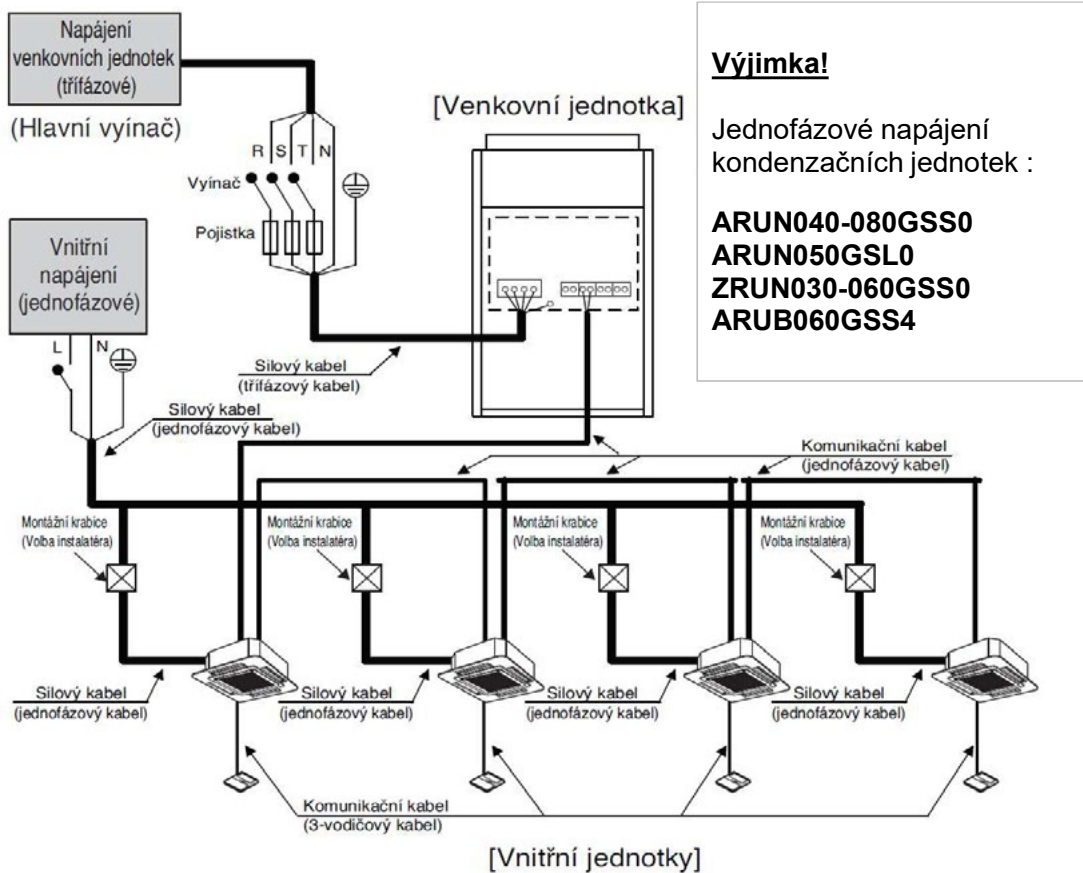 Napájení
venkovních jednotek
(třífázové)
(Hlavní vyínač)
[Venkovní jednotka]
R S T N
Vyínač
Pojistka
Vnitřní
napájení
(jednofázové)
L N
Silový kabel
(třífázový kabel)
Silový kabel
(jednofázový kabel)
Komunikační kabel
(jednofázový kabel)
Montážní krabice
(Volba instalatéra)
Montážní krabice
(Volba instalatéra)
Montážní krabice
(Volba instalatéra)
Montážní krabice
(Volba instalatéra)
Silový kabel
(jednofázový kabel)
Silový kabel
(jednofázový kabel)
Silový kabel
(jednofázový kabel)
Silový kabel
(jednofázový kabel)
Komunikační kabel
(3-vodičový kabel)
[Vnitřní jednotky]
Výjimka!
Jednofázové napájení
kondenzačních jednotek :
ARUN040-080GSS0
ARUN050GSL0
ZRUN030-060GSS0
ARUB060GSS4